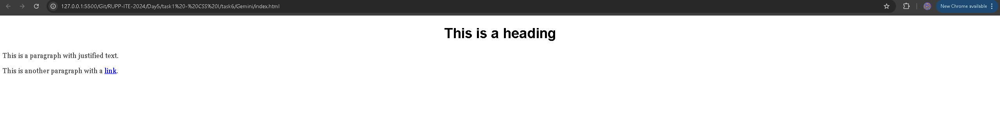 127.0.0.1:5500/Git/RUPP-ITE-2024/Day5/task1%20-%20CSS%20I/task6/Gemini/index.html
New Chrome available
This is a heading
This is a paragraph with justified text.
This is another paragraph with a link.